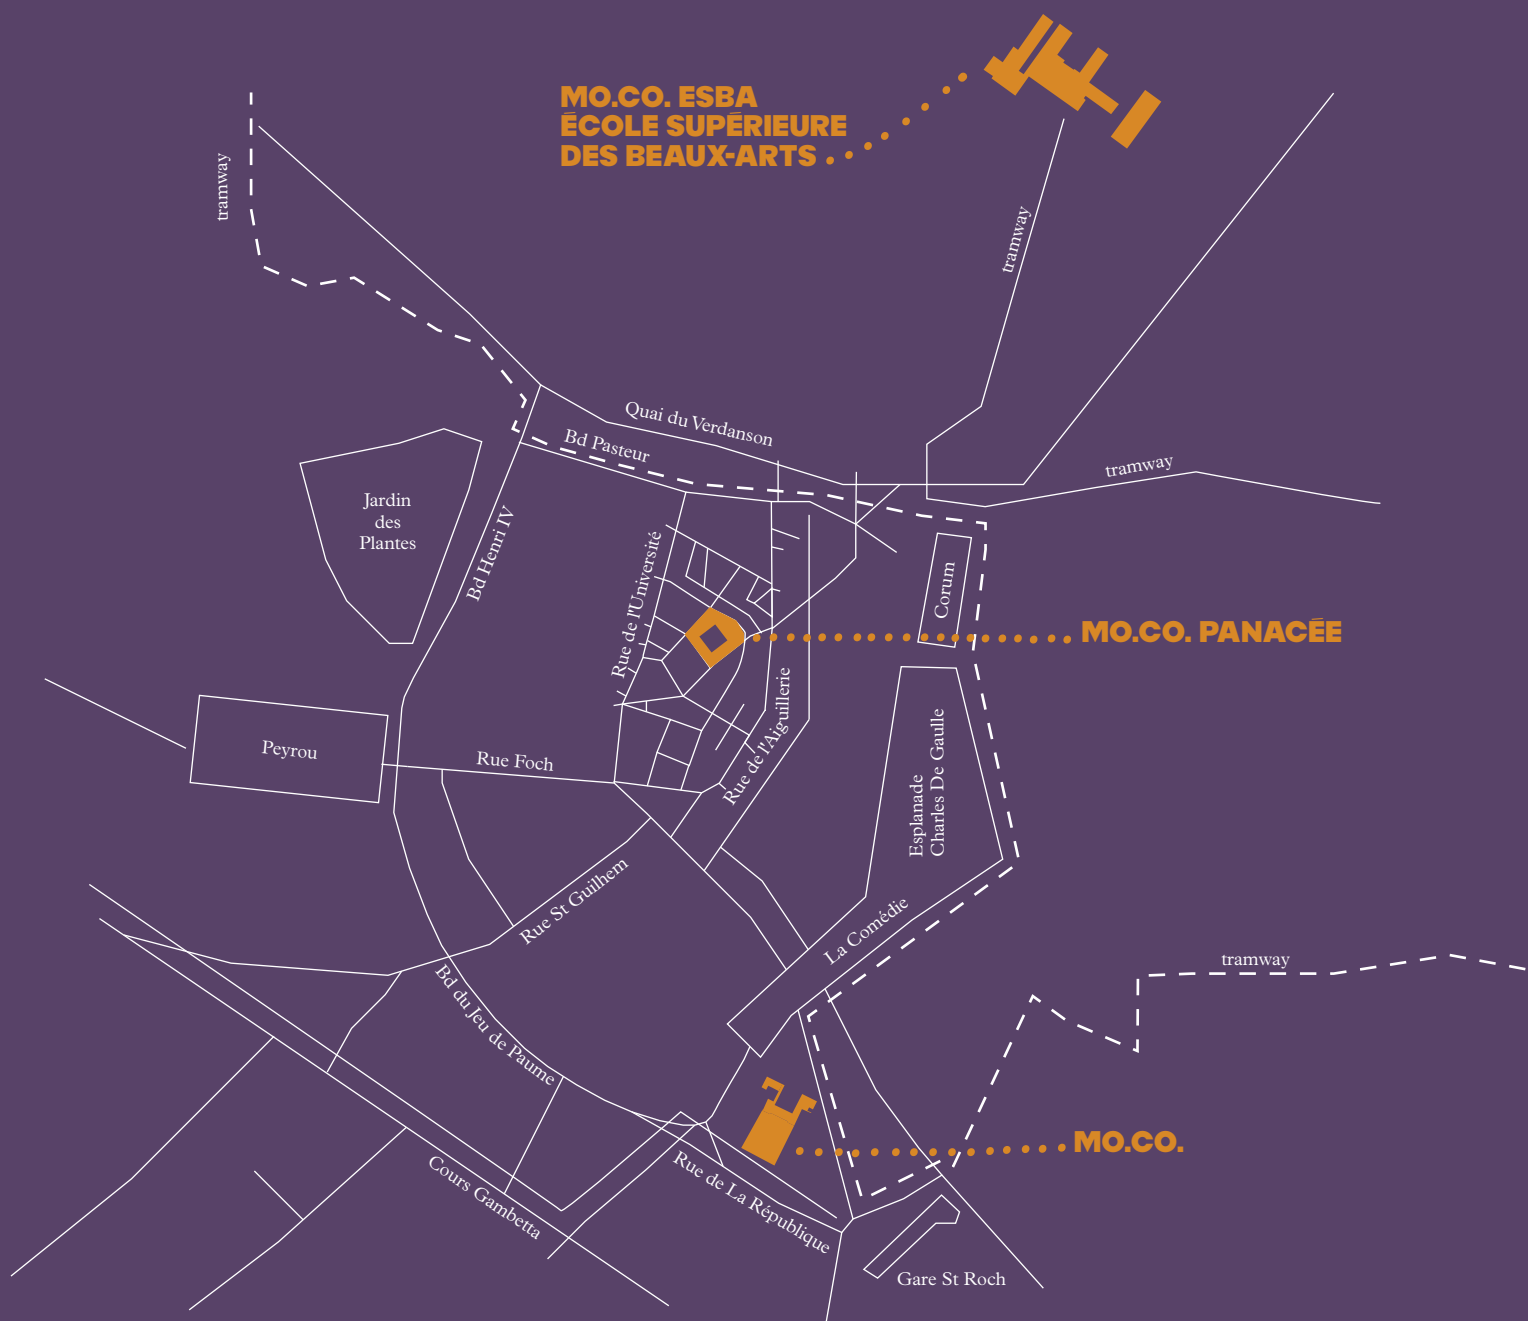 MO.CO. ESBA
ÉCOLE SUPÉRIEURE
DES BEAUX-ARTS
tramway
tramway
Quai du Verdanson
Bd Pasteur
tramway
Jardin
des
Plantes
Bd Henri IV
Rue de l'Université
Corum
MO.CO. PANACÉE
Peyrou
Rue Foch
Rue de l'Aiguillerie
Esplanade
Charles De Gaulle
Rue St Guilhem
La Comédie
tramway
Bd du Jeu de Paume
MO.CO.
Cours Gambetta
Rue de La République
Gare St Roch